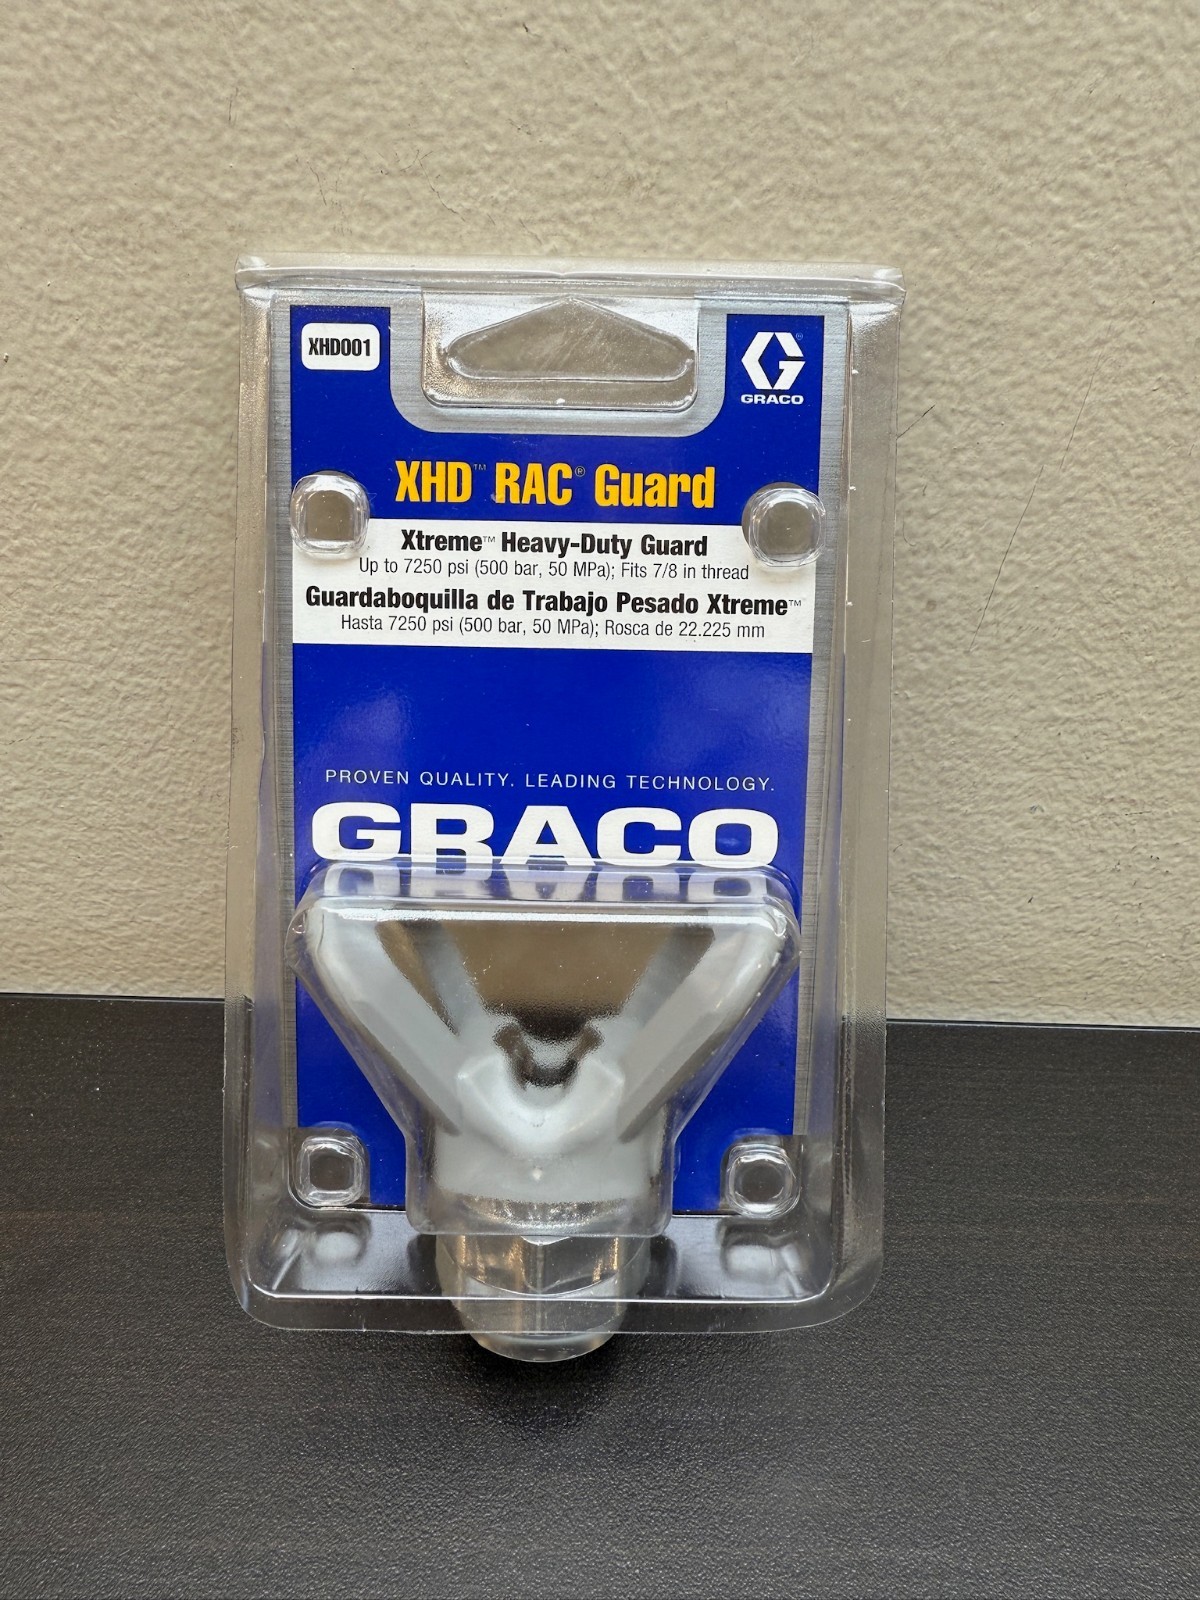 XHD001
GRACO
XHD™ RAC® Guard
Xtreme™ Heavy-Duty Guard
Up to 7250 psi (500 bar, 50 MPa); Fits 7/8 in thread
Guardaboquilla de Trabajo Pesado Xtreme™
Hasta 7250 psi (500 bar, 50 MPa); Rosca de 22.225 mm
PROVEN QUALITY. LEADING TECHNOLOGY.
GRACO